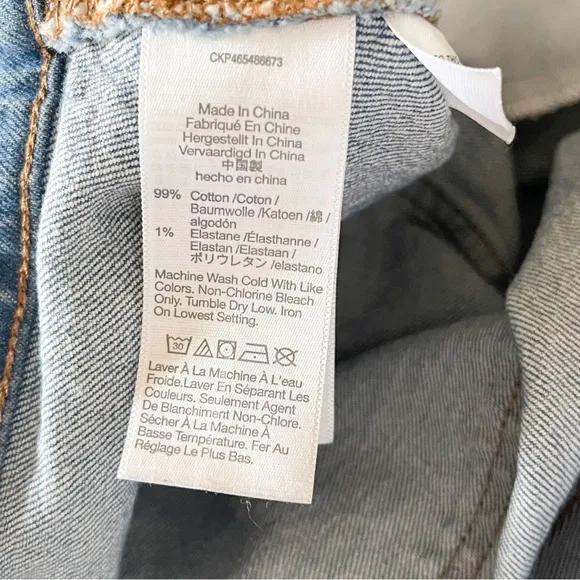 CKP465486673
Made In China
Fabriqué En Chine
Hergestellt In China
Vervaardigd In China
中国製
hecho en china
99% Cotton /Coton /
Baumwolle /Katoen /綿 /
algodón
1% Elastane /Élasthanne /
Elastan /Elastaan /
ポリウレタン /elastano
Machine Wash Cold With Like
Colors. Non-Chlorine Bleach
Only. Tumble Dry Low. Iron
On Lowest Setting.
30
Laver À La Machine À L'eau
Froide.Laver En Séparant Les
Couleurs. Seulement Agent
De Blanchiment Non-Chlore.
Sécher À La Machine À
Basse Température. Fer Au
Réglage Le Plus Bas.